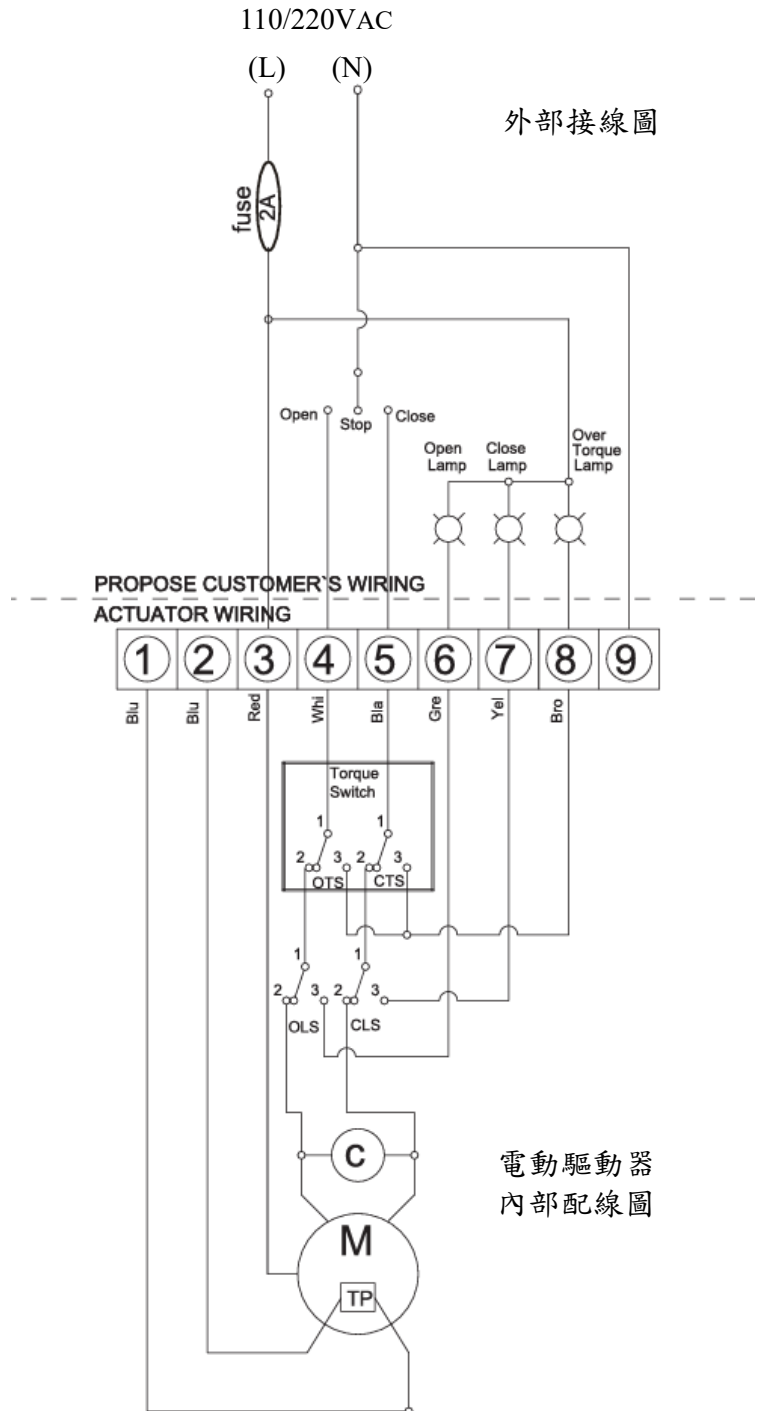 110/220VAC
(L) (N)
外部接線圖
fuse
2A
Open Stop Close
Open Lamp
Close Lamp
Over Torque Lamp
PROPOSE CUSTOMER`S WIRING
ACTUATOR WIRING
1 2 3 4 5 6 7 8 9
Blu Blu Red Whi Bla Gre Yel Bro
Torque
Switch
1 1
2 3 2 3
OTS CTS
1 1
2 3 2 3
OLS CLS
C
電動驅動器
內部配線圖
M
TP